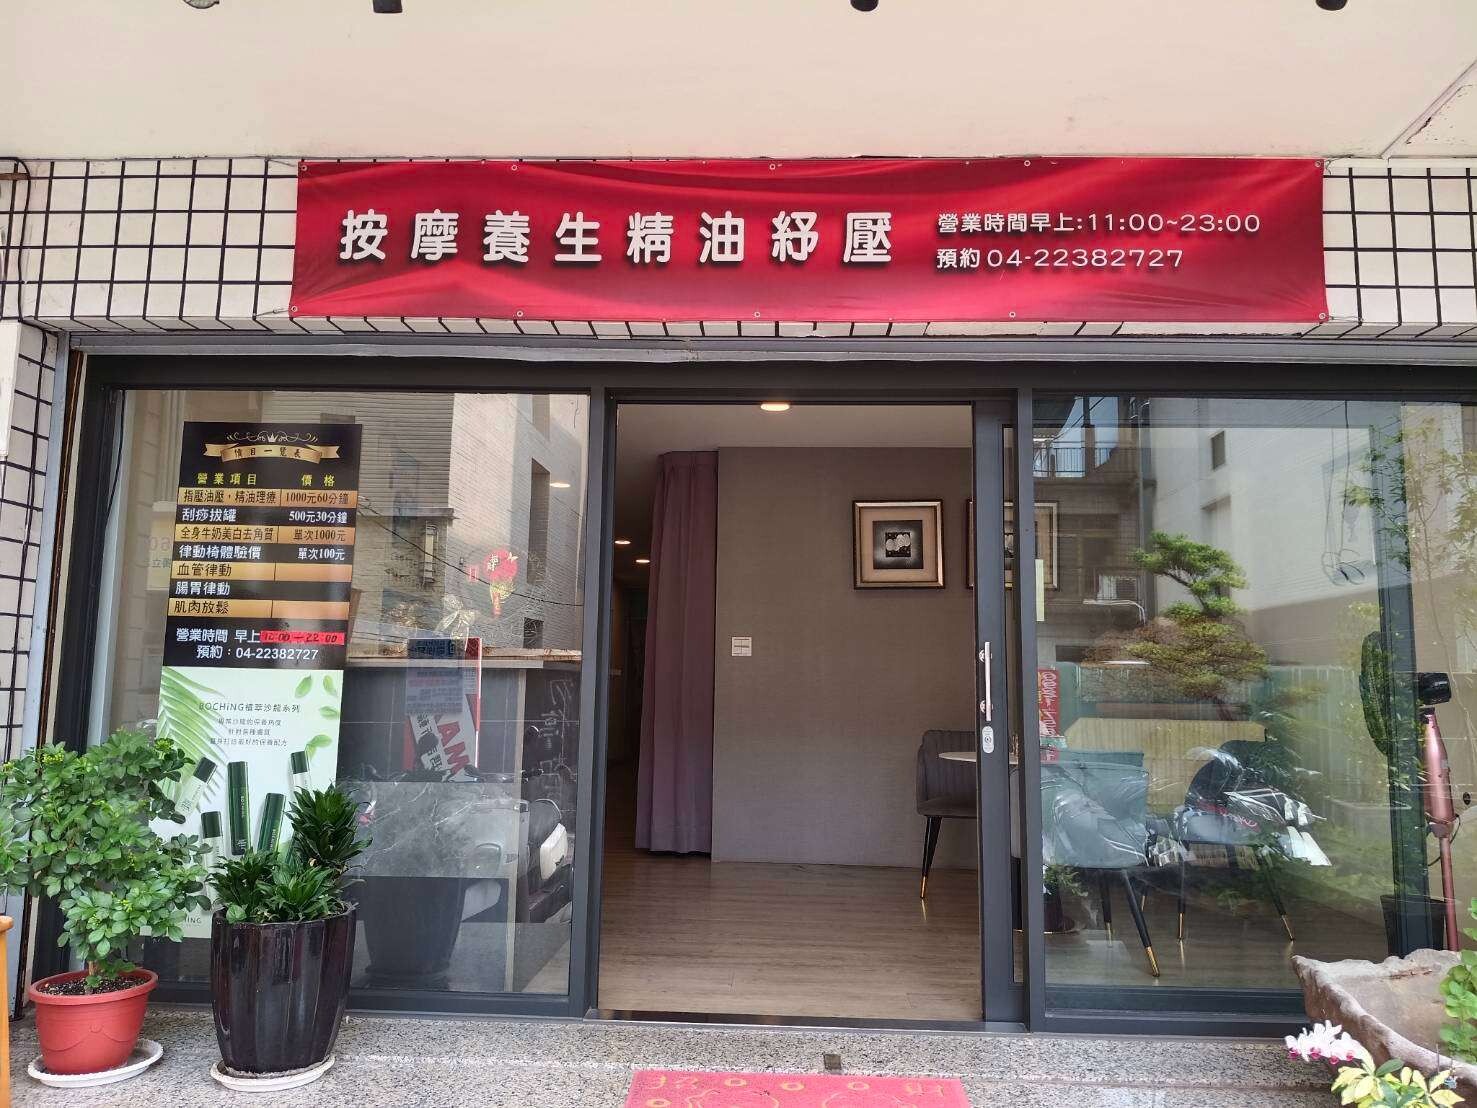 按摩養生精油紓壓
營業時間早上:11:00~23:00
預約04-22382727
價目一覽表
營業項目 價格
指壓油壓，精油理療 1000元60分鐘
刮痧拔罐 500元30分鐘
全身牛奶美白去角質 單次1000元
律動椅體驗價 單次100元
血管律動
腸胃律動
肌肉放鬆
營業時間 早上
預約：04-22382727
BOCHiNG植萃沙龍系列